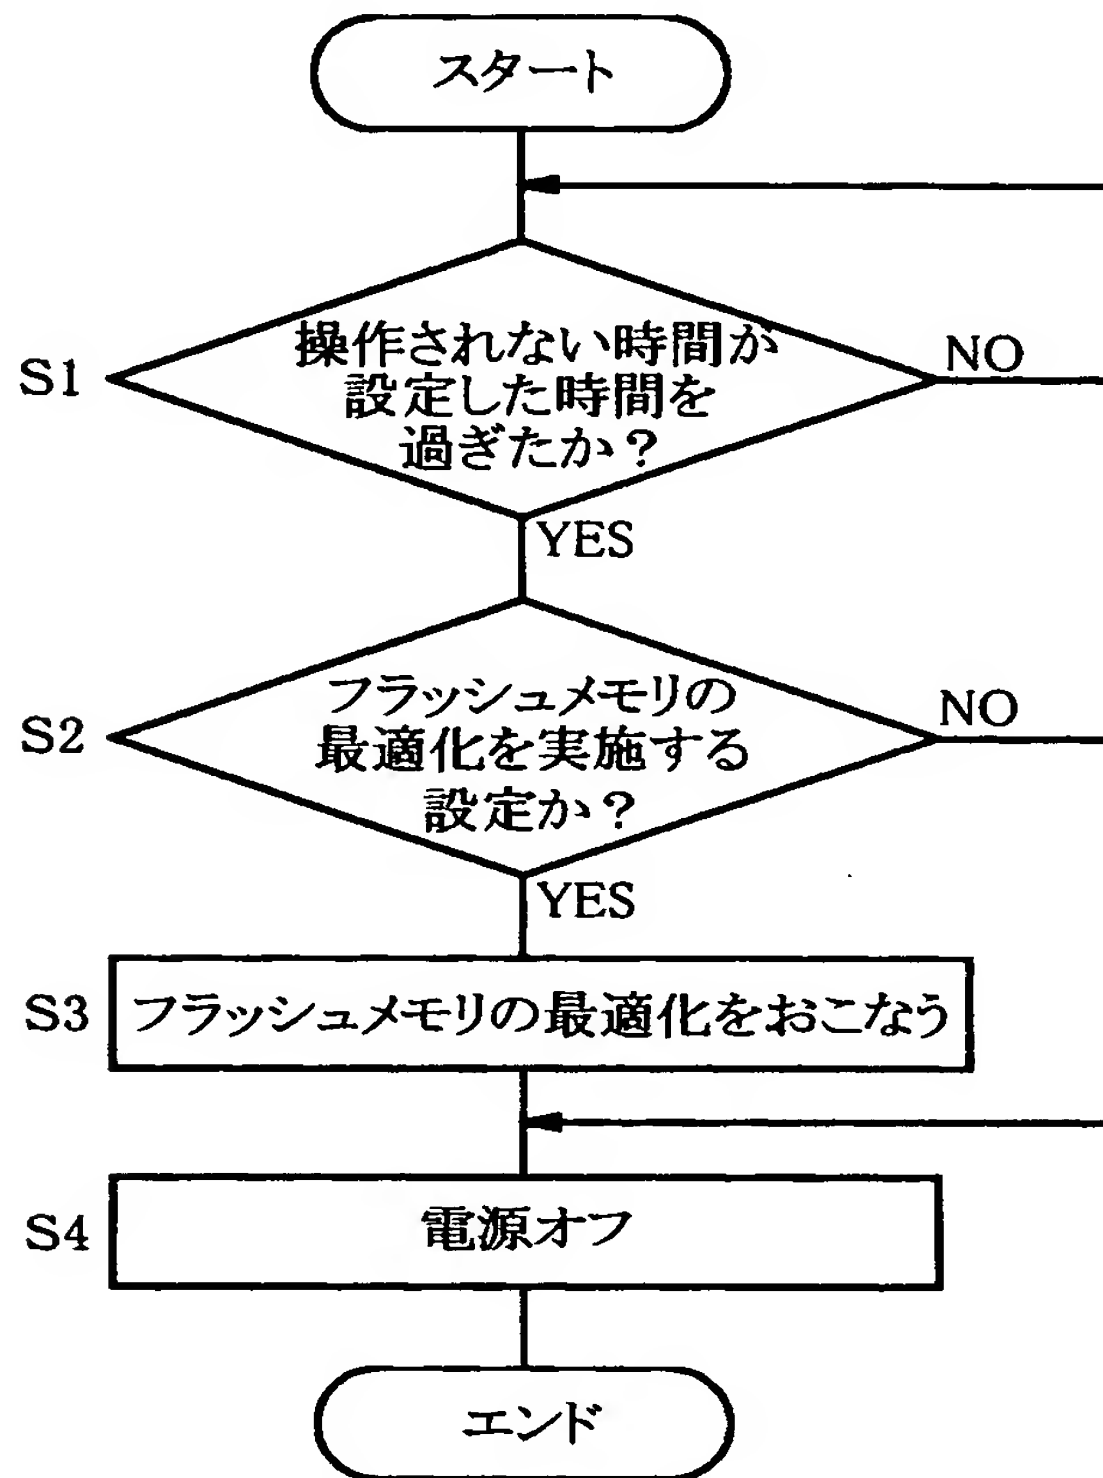 スタート
S1
操作されない時間が
設定した時間を
過ぎたか？
NO
YES
S2
フラッシュメモリの
最適化を実施する
設定か？
NO
YES
S3
フラッシュメモリの最適化をおこなう
S4
電源オフ
エンド